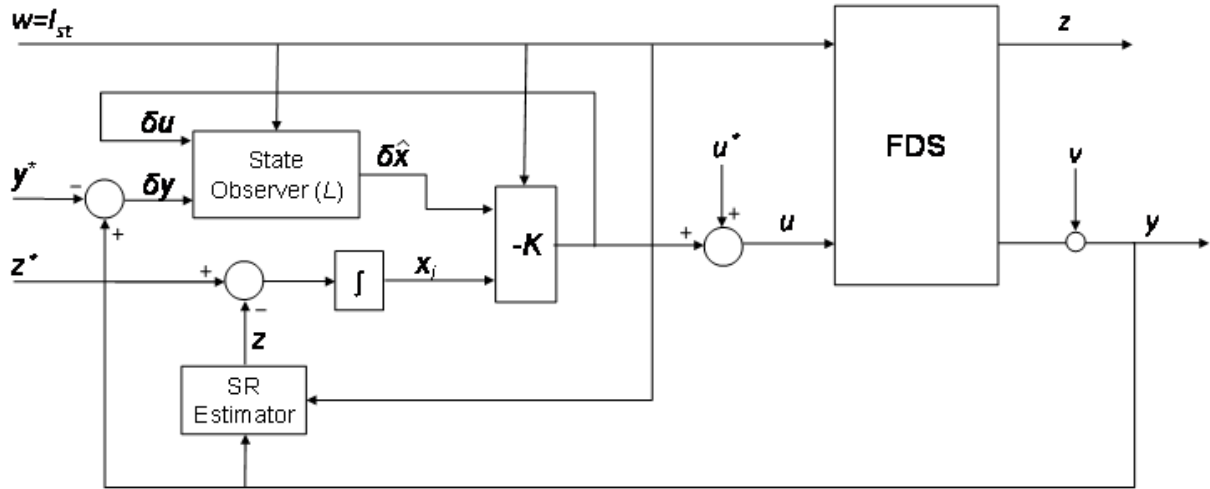 w=I_st
z
δu
u*
FDS
v
State
Observer (L)
δx̂
y*
−
δy
-K
+
+
+
u
y
z*
+
∫
x_i
−
z
SR
Estimator